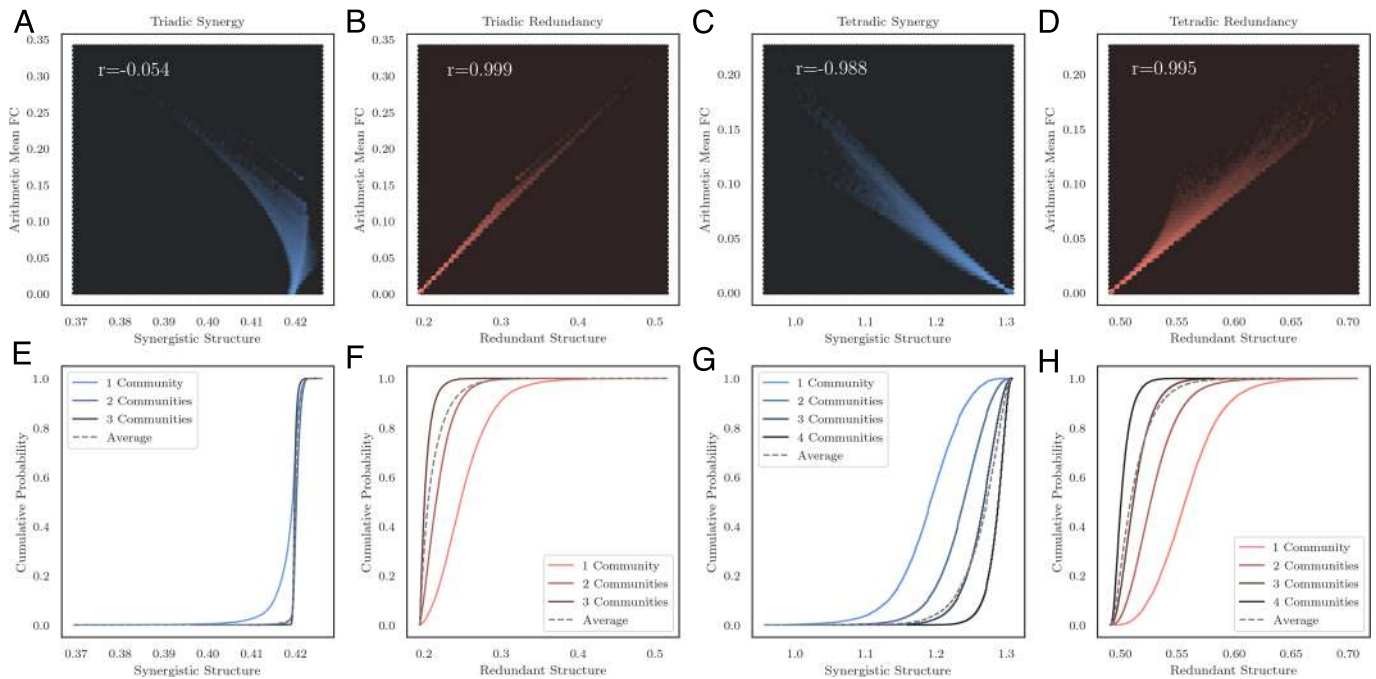 A
Triadic Synergy
r=-0.054
Arithmetic Mean FC
0.35
0.30
0.25
0.20
0.15
0.10
0.05
0.00
0.37 0.38 0.39 0.40 0.41 0.42
Synergistic Structure
B
Triadic Redundancy
r=0.999
Arithmetic Mean FC
0.35
0.30
0.25
0.20
0.15
0.10
0.05
0.00
0.2 0.3 0.4 0.5
Redundant Structure
C
Tetradic Synergy
r=-0.988
Arithmetic Mean FC
0.20
0.15
0.10
0.05
0.00
1.0 1.1 1.2 1.3
Synergistic Structure
D
Tetradic Redundancy
r=0.995
Arithmetic Mean FC
0.20
0.15
0.10
0.05
0.00
0.50 0.55 0.60 0.65 0.70
Redundant Structure
E
1 Community
2 Communities
3 Communities
Average
Cumulative Probability
1.0
0.8
0.6
0.4
0.2
0.0
0.37 0.38 0.39 0.40 0.41 0.42
Synergistic Structure
F
1 Community
2 Communities
3 Communities
Average
Cumulative Probability
1.0
0.8
0.6
0.4
0.2
0.0
0.2 0.3 0.4 0.5
Redundant Structure
G
1 Community
2 Communities
3 Communities
4 Communities
Average
Cumulative Probability
1.0
0.8
0.6
0.4
0.2
0.0
1.0 1.1 1.2 1.3
Synergistic Structure
H
1 Community
2 Communities
3 Communities
4 Communities
Average
Cumulative Probability
1.0
0.8
0.6
0.4
0.2
0.0
0.50 0.55 0.60 0.65 0.70
Redundant Structure